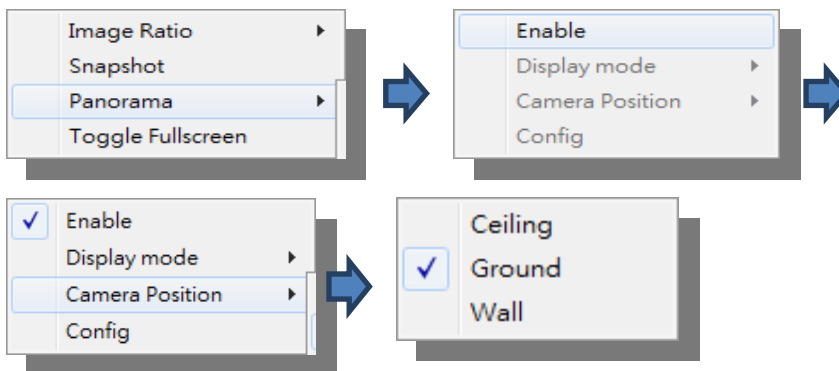 Image Ratio
Snapshot
Panorama
Toggle Fullscreen
Enable
Display mode
Camera Position
Config
Enable
Display mode
Camera Position
Config
Ceiling
Ground
Wall